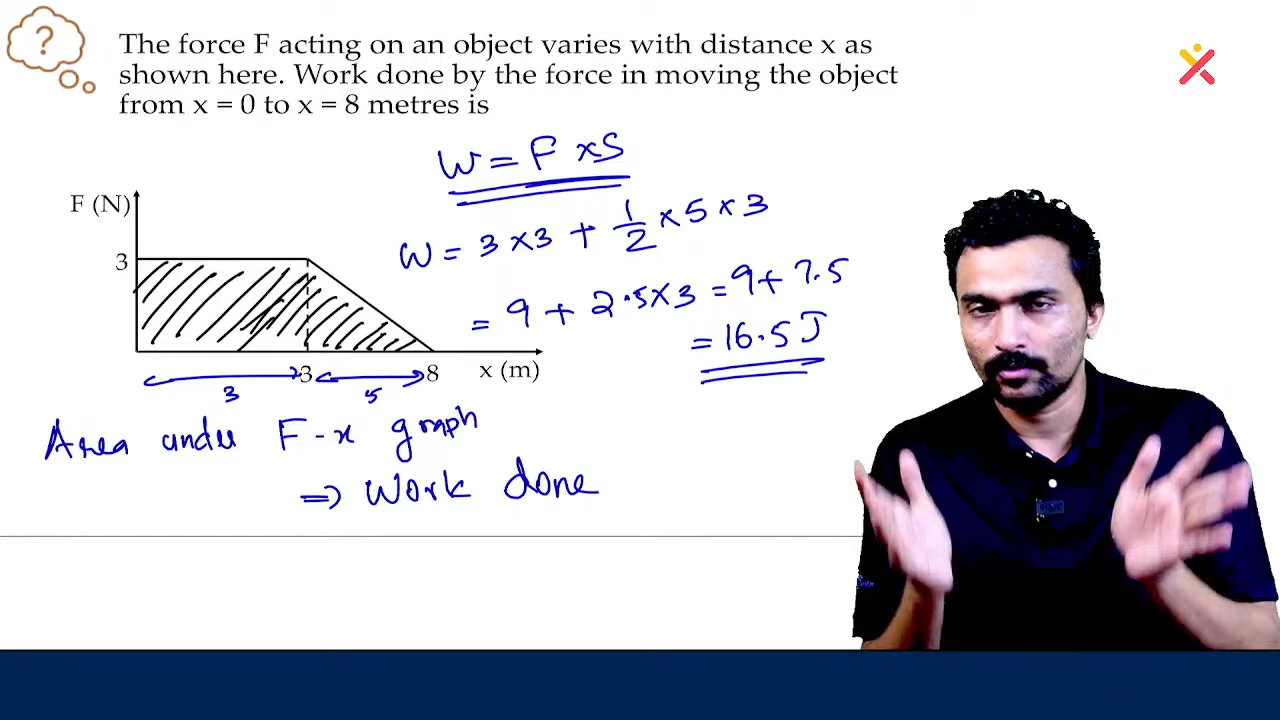 ?
The force F acting on an object varies with distance x as
shown here. Work done by the force in moving the object
from x = 0 to x = 8 metres is
W = F x S
F (N)
W = 3 x 3 + 1/2 x 5 x 3
3
= 9 + 2.5 x 3 = 9 + 7.5
= 16.5 J
3 8 x (m)
3 5
Area under F - x graph
⇒ Work done